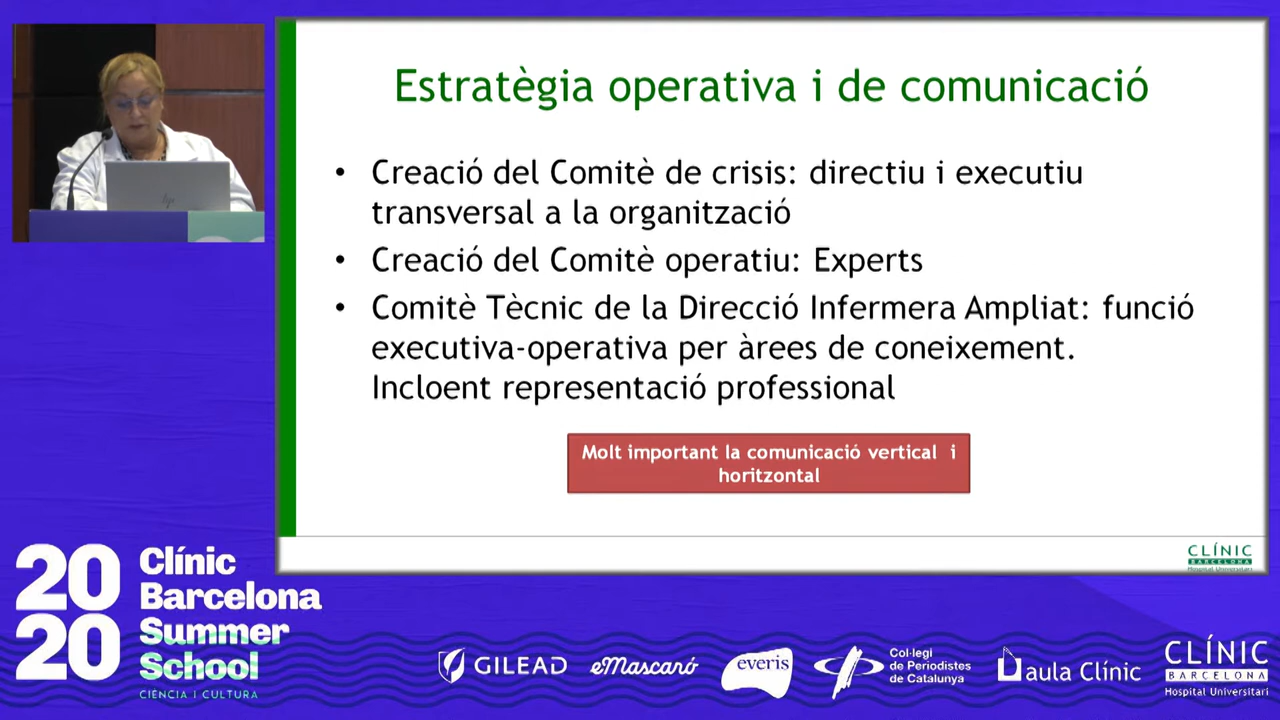 Estratègia operativa i de comunicació
• Creació del Comitè de crisis: directiu i executiu
transversal a la organització
• Creació del Comitè operatiu: Experts
• Comitè Tècnic de la Direcció Infermera Ampliat: funció
executiva-operativa per àrees de coneixement.
Incloent representació professional
Molt important la comunicació vertical i
horitzontal
CLÍNIC
BARCELONA
Hospital Universitari
hp
20
20
Clínic
Barcelona
Summer
School
CIÈNCIA I CULTURA
GILEAD
eMascaró
everis
Col·legi
de Periodistes
de Catalunya
aula Clínic
CLÍNIC
BARCELONA
Hospital Universitari